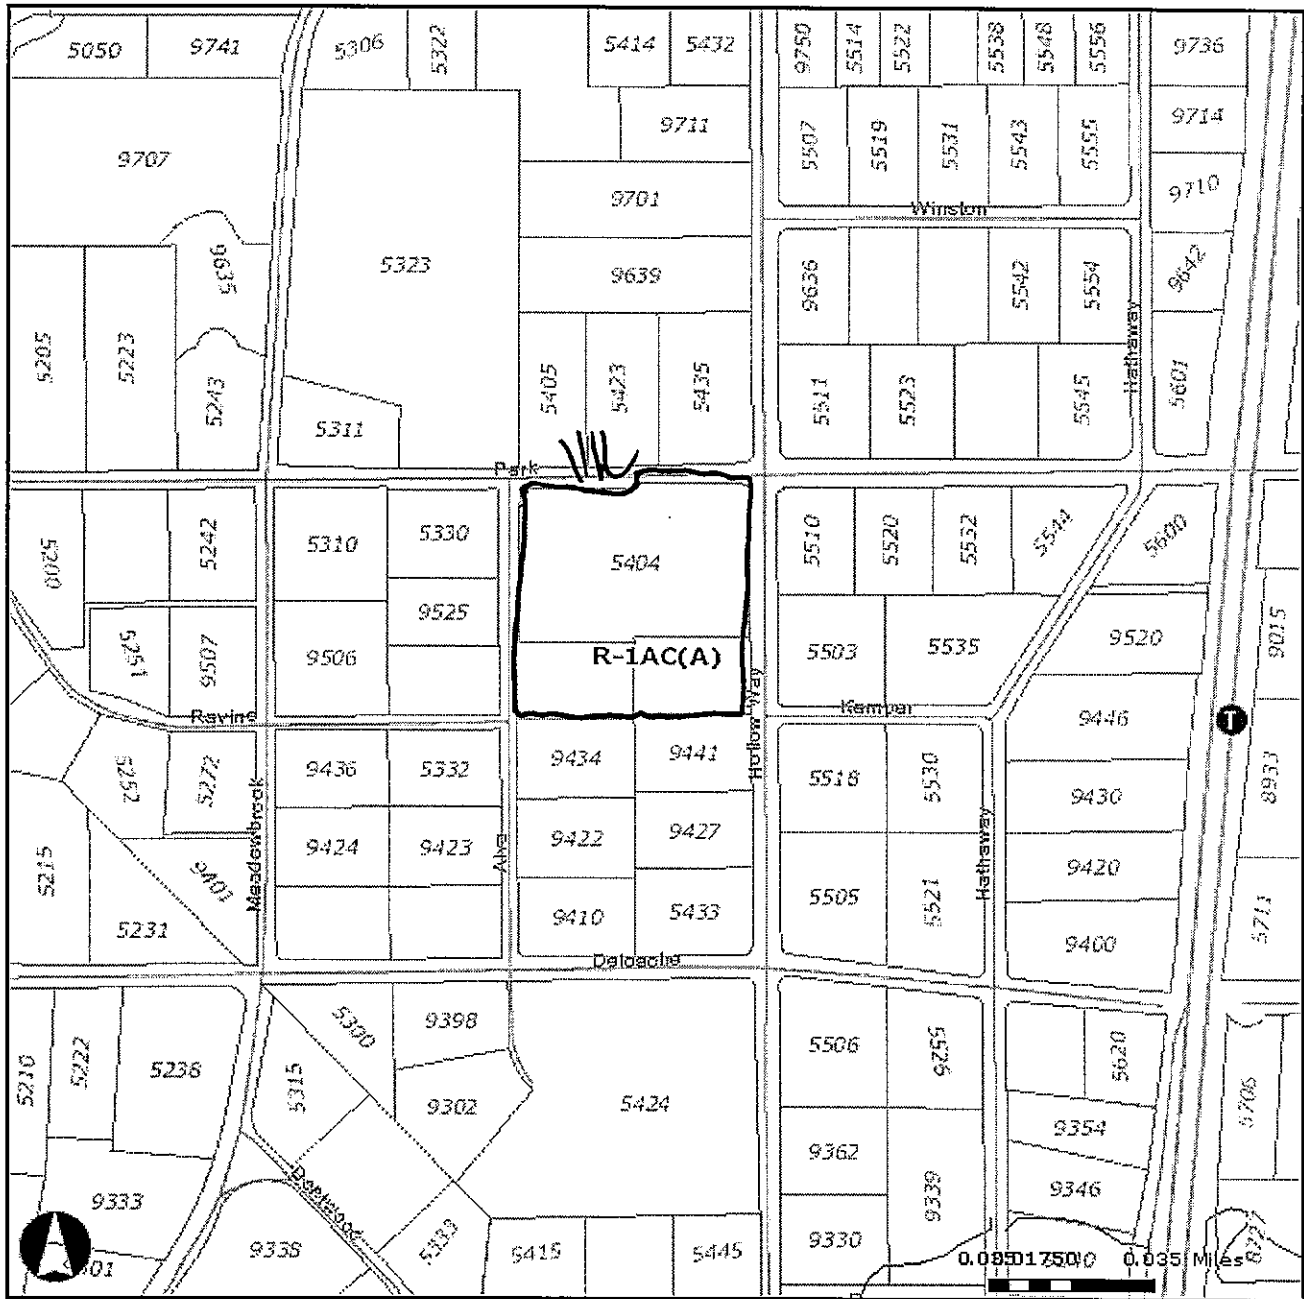 5050 9741 5306 5322 5414 5432 9750 5514 5522 5538 5548 5556 9736
9711 9714
9707 5507 5519 5531 5543 5555
9701 9710
Winston
9635 5323 9639 9636 5542 5554 9642
5205 5223 5243 Hathaway
5311 5405 5423 5435 5511 5523 5545 5601
Park
5200 5242 5310 5330 5404 5510 5520 5532 5544 5600
9525
5251 9507 9506 R-1AC(A) 5503 5535 9520 9015
Ravine Hollow Way Kemper 9446 T
5252 5272 9436 5332 9434 9441 5518 5530 9430 8933
Meadowbrook
5215 9401 9424 9423 Alva 9422 9427 Hathaway 9420
5231 9410 5433 5505 5521 9400 5711
Deloache
5210 5222 5238 5315 5300 9398 5506 5526 5620
9302 5424 9354 5706
9333 9362 9339 9346
9338 5333 5415 5445 9330
0.035 Miles